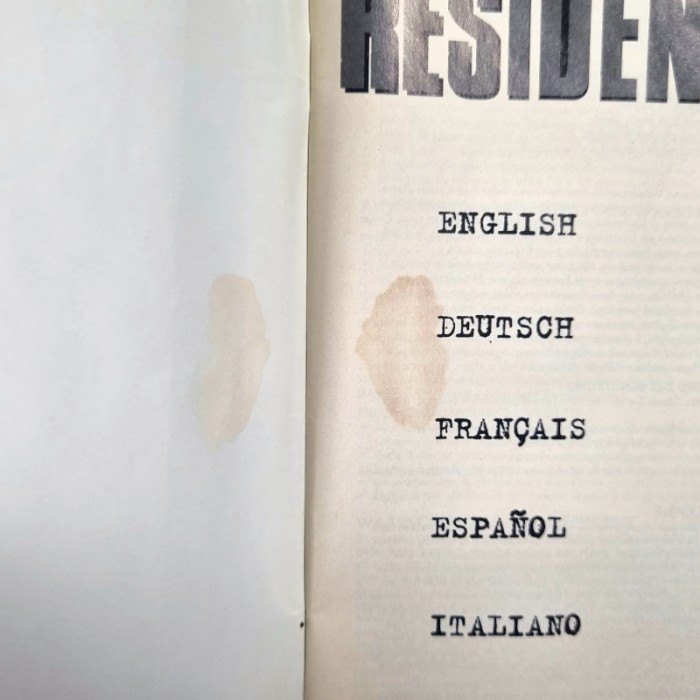 RESIDEN
ENGLISH
DEUTSCH
FRANÇAIS
ESPAÑOL
ITALIANO